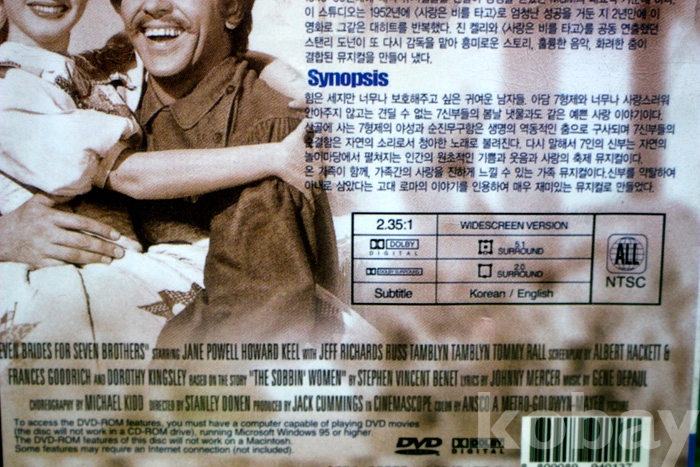 이 스튜디오는 1952년에 <사랑은 비를 타고>로 엄청난 성공을 거둔 지 2년만에 이
영화로 그같은 대히트를 반복했다. 진 켈리와 <사랑은 비를 타고>를 공동 연출했던
스탠리 도넌이 또 다시 감독을 맡아 흥미로운 스토리, 훌륭한 음악, 화려한 춤이
결합된 뮤지컬을 만들어 냈다.
Synopsis
힘은 세지만 너무나 보호해주고 싶은 귀여운 남자들, 아담 7형제와 너무나 사랑스러워
안아주지 않고는 견딜 수 없는 7신부들의 봄날 냇물과도 같은 예쁜 사랑 이야기이다.
산골에 사는 7형제의 야성과 순진무구함은 생명의 역동적인 춤으로 구사되며 7신부들의
순결함은 자연의 소리로서 청아한 노래로 불려진다. 다시 말해서 7인의 신부는 자연의
놀이마당에서 펼쳐지는 인간의 원초적인 기쁨과 웃음과 사랑의 축제 뮤지컬이다.
온 가족이 함께, 가족간의 사랑을 진하게 느낄 수 있는 가족 뮤지컬이다.신부를 약탈하여
아내로 삼았다는 고대 로마의 이야기를 인용하여 매우 재미있는 뮤지컬로 만들었다.
2.35:1 WIDESCREEN VERSION
DOLBY DIGITAL 5.1 SURROUND
DOLBY SURROUND 2.0 SURROUND
Subtitle Korean / English
ALL
NTSC
EVEN BRIDES FOR SEVEN BROTHERS" STARRING JANE POWELL HOWARD KEEL WITH JEFF RICHARDS RUSS TAMBLYN TAMBLYN TOMMY RALL SCREENPLAY BY ALBERT HACKETT &
FRANCES GOODRICH AND DOROTHY KINGSLEY BASED ON THE STORY "THE SOBBIN' WOMEN" BY STEPHEN VINCENT BENET LYRICS BY JOHNNY MERCER MUSIC BY GENE DEPAUL
CHOREOGRAPHY BY MICHAEL KIDD DIRECTED BY STANLEY DONEN PRODUCED BY JACK CUMMINGS IN CINEMASCOPE COLOR BY ANSCO A METRO-GOLDWYN-MAYER PICTURE
To access the DVD-ROM features, you must have a computer capable of playing DVD movies
(the disc will not work in a CD-ROM drive), running Microsoft Windows 95 or higher.
The DVD-ROM features of this disc will not work on a Macintosh.
Some features may require an Internet connection (not included).
DVD DOLBY DIGITAL
kobay